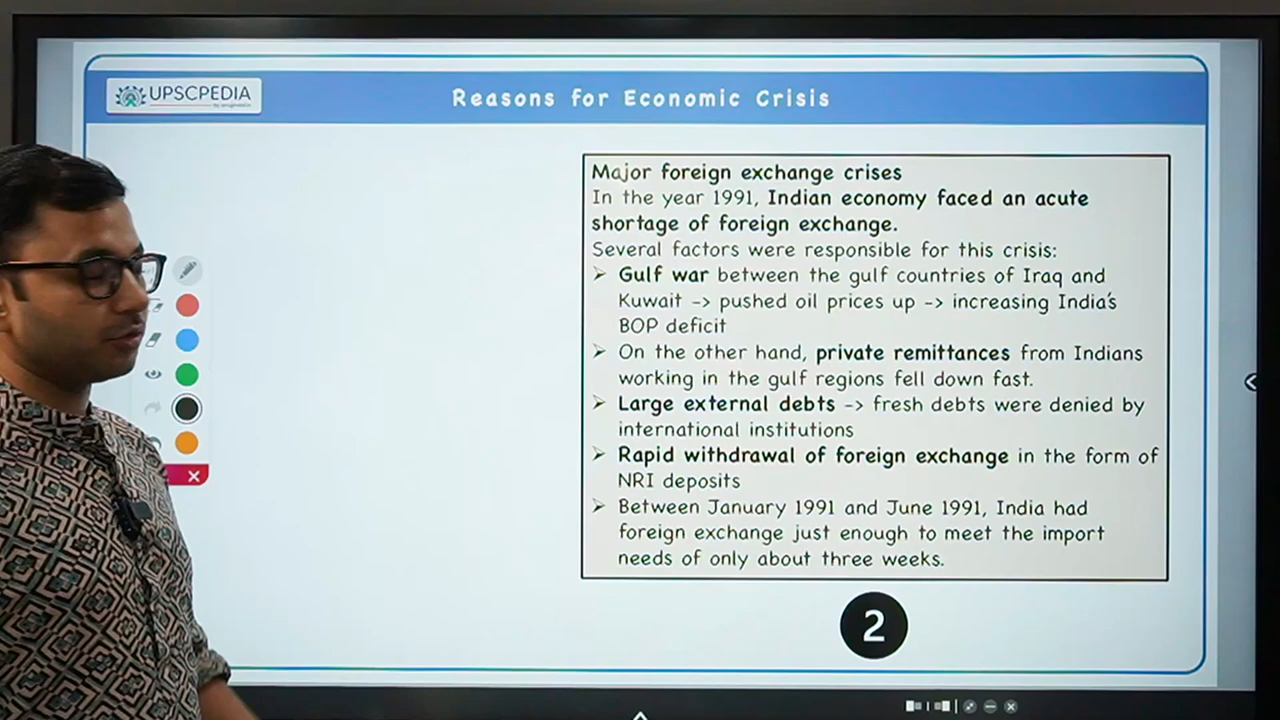 UPSCPEDIA
Reasons for Economic Crisis
Major foreign exchange crises
In the year 1991, Indian economy faced an acute
shortage of foreign exchange.
Several factors were responsible for this crisis:
➢ Gulf war between the gulf countries of Iraq and
Kuwait -> pushed oil prices up -> increasing India's
BOP deficit
➢ On the other hand, private remittances from Indians
working in the gulf regions fell down fast.
➢ Large external debts -> fresh debts were denied by
international institutions
➢ Rapid withdrawal of foreign exchange in the form of
NRI deposits
➢ Between January 1991 and June 1991, India had
foreign exchange just enough to meet the import
needs of only about three weeks.
2